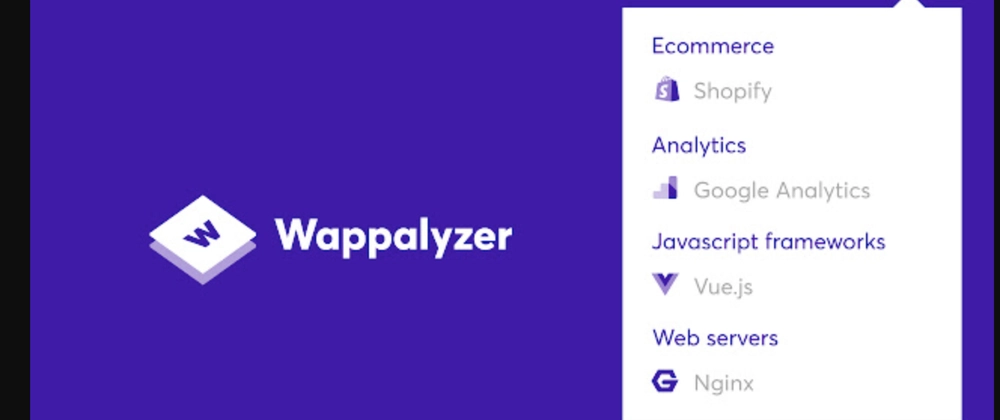 Wappalyzer
Ecommerce
Shopify
Analytics
Google Analytics
Javascript frameworks
Vue.js
Web servers
Nginx